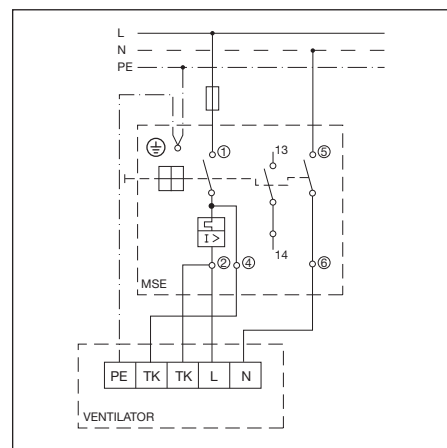 L
N
PE
① ⑤
13
I>
② ④ 14 ⑥
MSE
PE TK TK L N
VENTILATOR